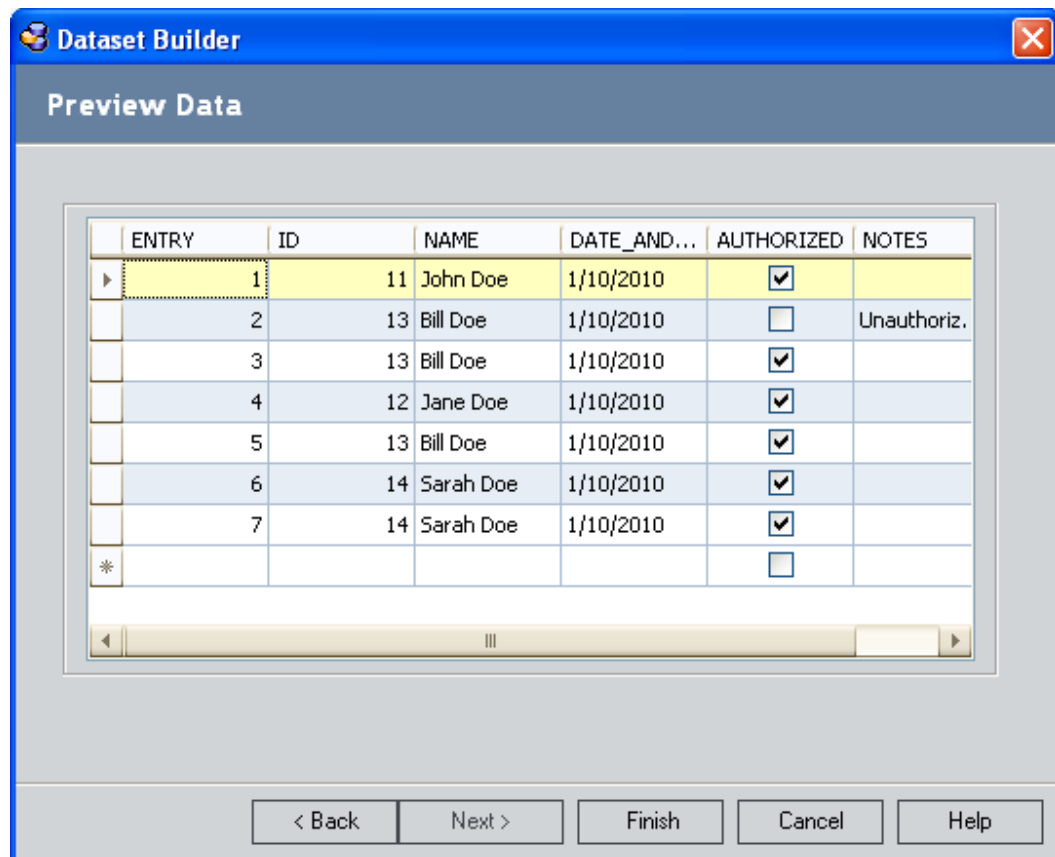 Dataset Builder
Preview Data
ENTRY ID NAME DATE_AND... AUTHORIZED NOTES
1 11 John Doe 1/10/2010
2 13 Bill Doe 1/10/2010 Unauthoriz.
3 13 Bill Doe 1/10/2010
4 12 Jane Doe 1/10/2010
5 13 Bill Doe 1/10/2010
6 14 Sarah Doe 1/10/2010
7 14 Sarah Doe 1/10/2010
< Back Next > Finish Cancel Help